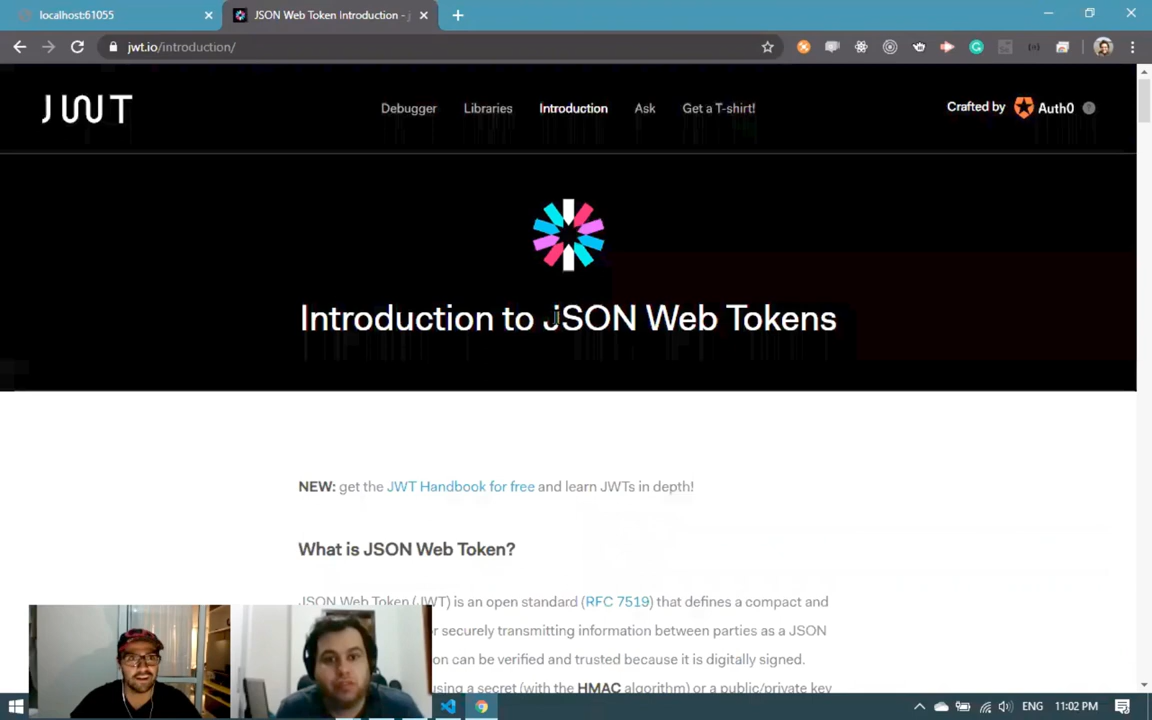 localhost:61055
JSON Web Token Introduction - j
jwt.io/introduction/
JWT
Debugger
Libraries
Introduction
Ask
Get a T-shirt!
Crafted by
Auth0
Introduction to JSON Web Tokens
NEW: get the JWT Handbook for free and learn JWTs in depth!
What is JSON Web Token?
JSON Web Token (JWT) is an open standard (RFC 7519) that defines a compact and
r securely transmitting information between parties as a JSON
on can be verified and trusted because it is digitally signed.
using a secret (with the HMAC algorithm) or a public/private key
ENG
11:02 PM